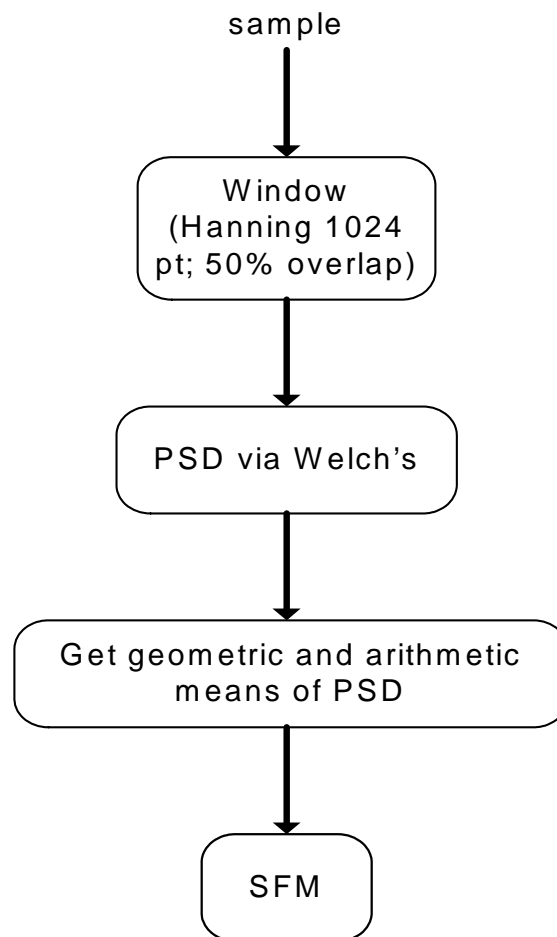 sample
Window
(Hanning 1024
pt; 50% overlap)
PSD via Welch's
Get geometric and arithmetic
means of PSD
SFM